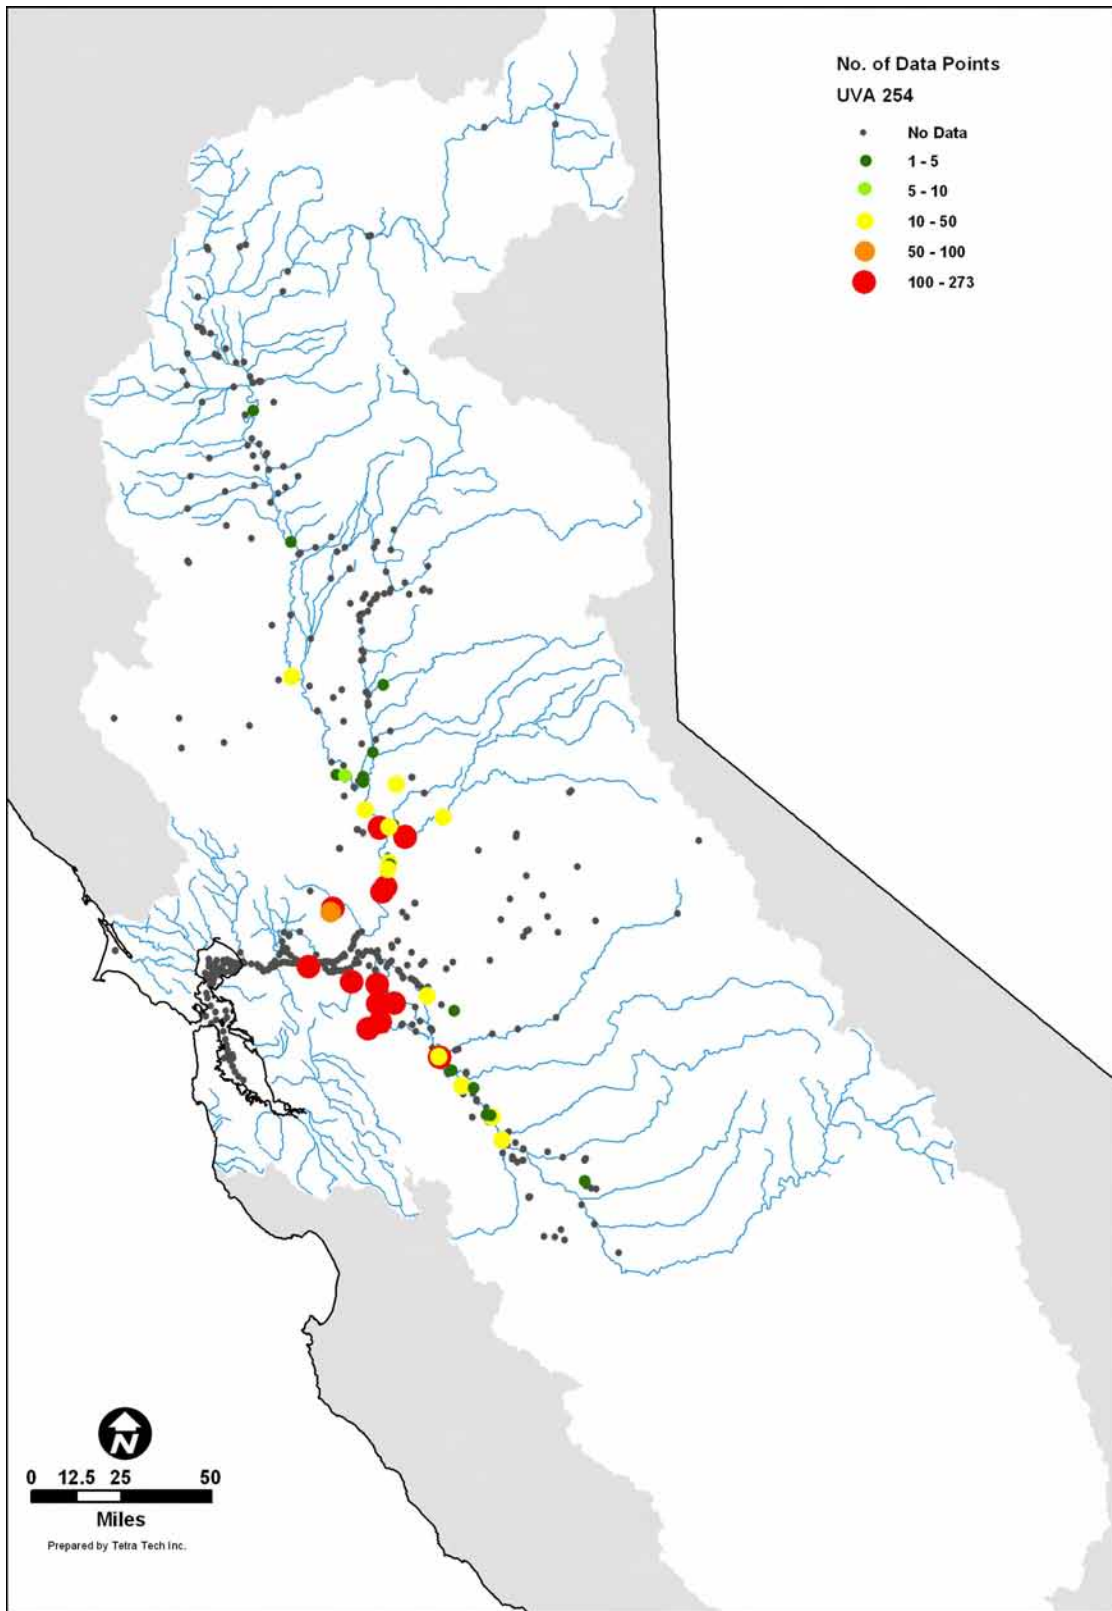 No. of Data Points
UVA 254
No Data
1 - 5
5 - 10
10 - 50
50 - 100
100 - 273
N
0 12.5 25 50
Miles
Prepared by Tetra Tech Inc.